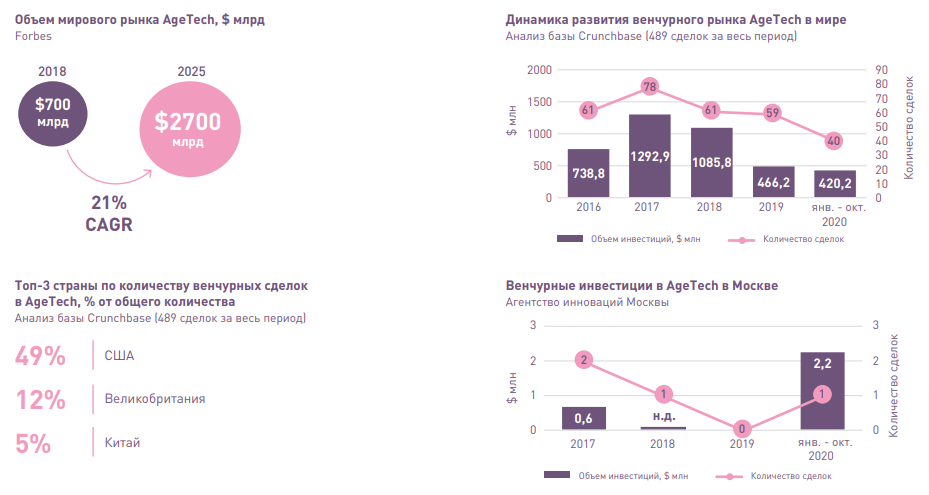 Объем мирового рынка AgeTech, $ млрд
Forbes
2018
2025
$700
млрд
$2700
млрд
21%
CAGR
Динамика развития венчурного рынка AgeTech в мире
Анализ базы Crunchbase (489 сделок за весь период)
2000
1500
1000
500
0
$ млн
90
80
70
60
50
40
30
20
10
0
Количество сделок
61
78
61
59
40
738,8
1292,9
1085,8
466,2
420,2
2016
2017
2018
2019
янв. - окт.
2020
Объем инвестиций, $ млн
Количество сделок
Топ-3 страны по количеству венчурных сделок
в AgeTech, % от общего количества
Анализ базы Crunchbase (489 сделок за весь период)
49%
США
12%
Великобритания
5%
Китай
Венчурные инвестиции в AgeTech в Москве
Агентство инноваций Москвы
3
2
1
0
$ млн
3
2
1
0
Количество сделок
2
1
0
1
0,6
н.д.
2,2
2017
2018
2019
янв. - окт.
2020
Объем инвестиций, $ млн
Количество сделок